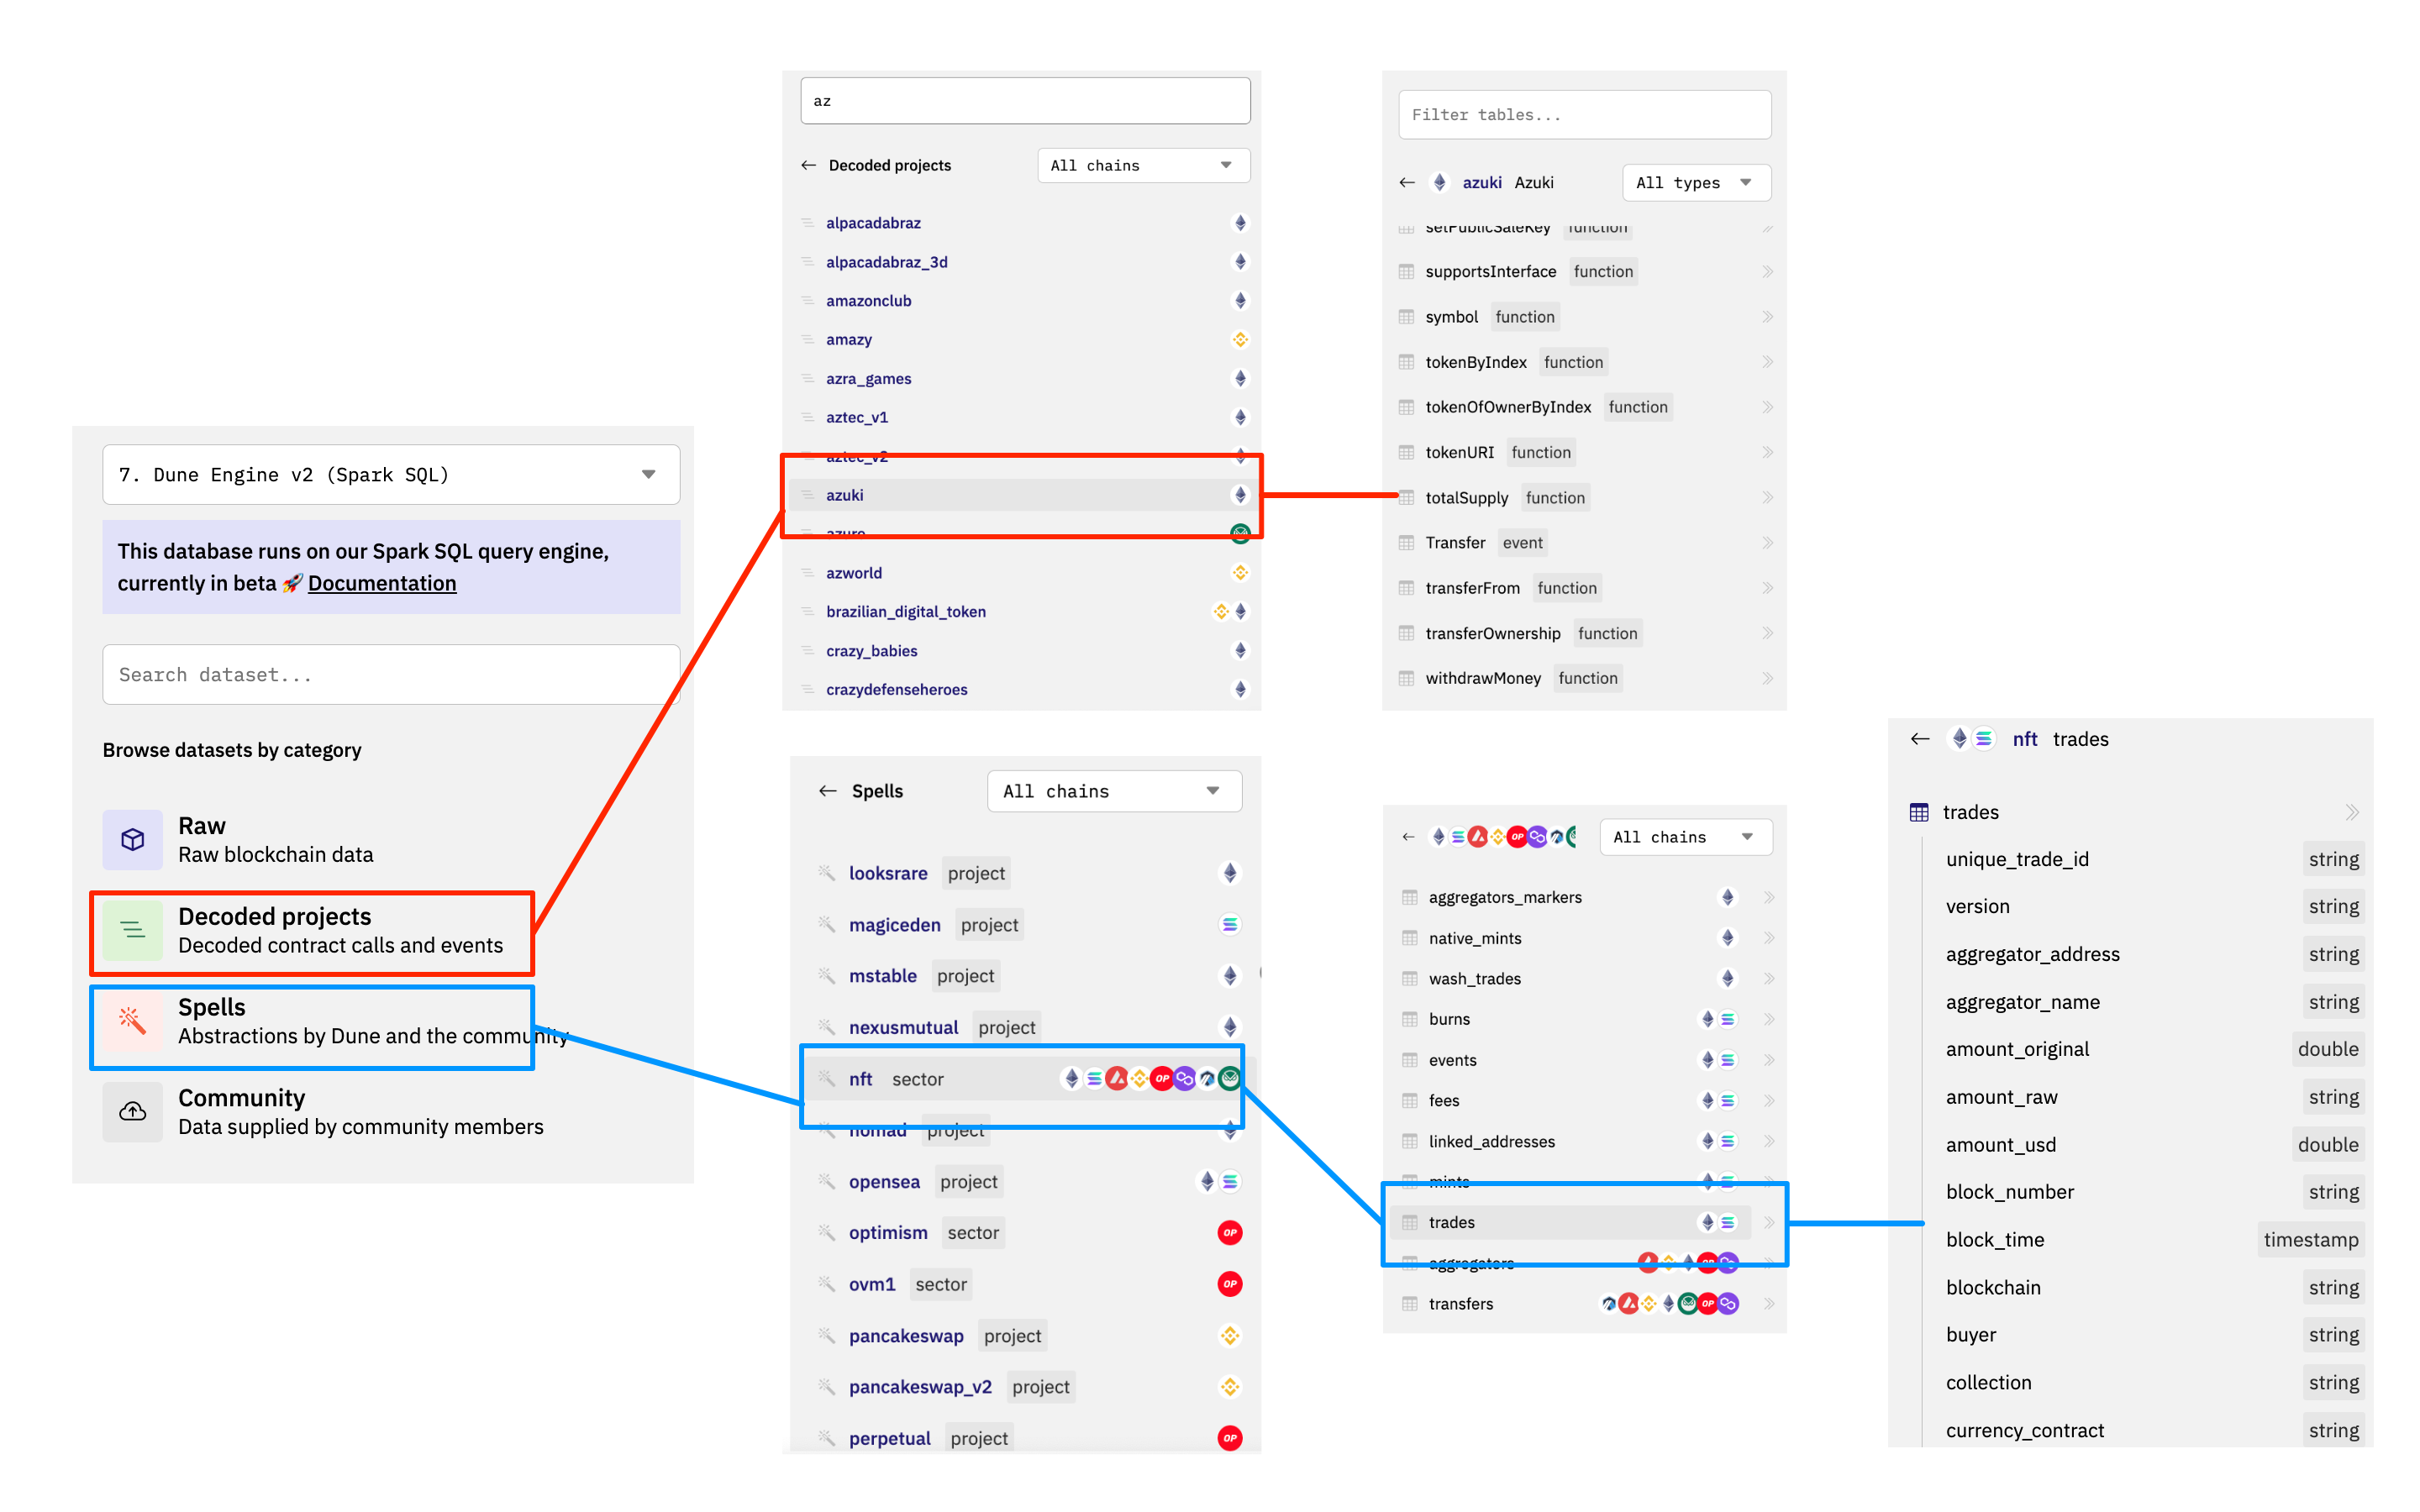 7. Dune Engine v2 (Spark SQL)
This database runs on our Spark SQL query engine,
currently in beta 🚀 Documentation
Search dataset...
Browse datasets by category
Raw
Raw blockchain data
Decoded projects
Decoded contract calls and events
Spells
Abstractions by Dune and the community
Community
Data supplied by community members
az
Decoded projects All chains
alpacadabraz
alpacadabraz_3d
amazonclub
amazy
azra_games
aztec_v1
aztec_v2
azuki
azuro
azworld
brazilian_digital_token
crazy_babies
crazydefenseheroes
Filter tables...
azuki Azuki All types
setPublicSaleKey function
supportsInterface function
symbol function
tokenByIndex function
tokenOfOwnerByIndex function
tokenURI function
totalSupply function
Transfer event
transferFrom function
transferOwnership function
withdrawMoney function
Spells All chains
looksrare project
magiceden project
mstable project
nexusmutual project
nft sector OP
nomad project
opensea project
optimism sector OP
ovm1 sector OP
pancakeswap project
pancakeswap_v2 project
perpetual project OP
OP All chains
aggregators_markers
native_mints
wash_trades
burns
events
fees
linked_addresses
mints
trades
aggregators OP
transfers OP
nft trades
trades
unique_trade_id string
version string
aggregator_address string
aggregator_name string
amount_original double
amount_raw string
amount_usd double
block_number string
block_time timestamp
blockchain string
buyer string
collection string
currency_contract string